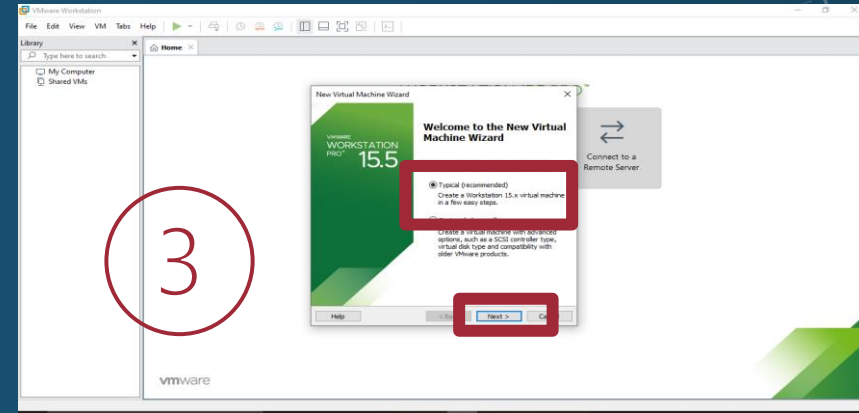 VMware Workstation
File Edit View VM Tabs Help
Library
Home
Type here to search
My Computer
Shared VMs
New Virtual Machine Wizard
VMWARE
WORKSTATION
PRO™ 15.5
Welcome to the New Virtual
Machine Wizard
Typical (recommended)
Create a Workstation 15.x virtual machine
in a few easy steps.
Create a virtual machine with advanced
options, such as a SCSI controller type,
virtual disk type and compatibility with
older VMware products.
Help
Next >
Connect to a
Remote Server
3
vmware